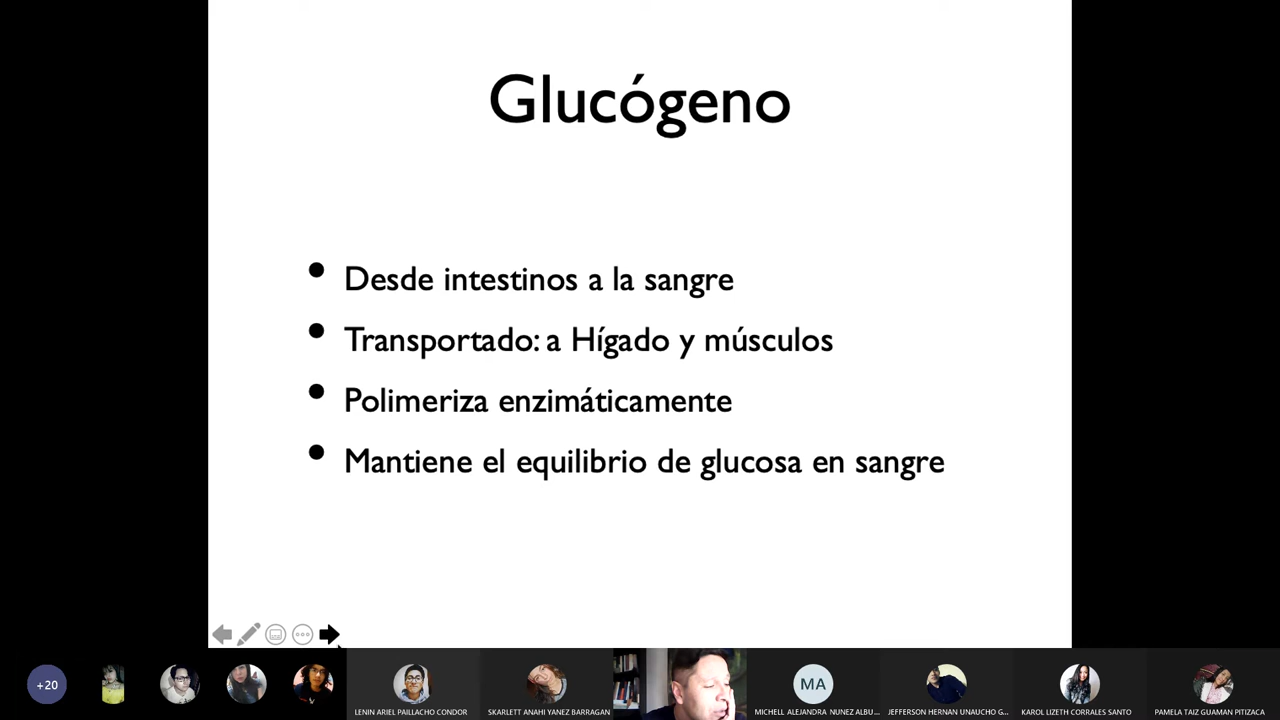 Glucógeno
Desde intestinos a la sangre
Transportado: a Hígado y músculos
Polimeriza enzimáticamente
Mantiene el equilibrio de glucosa en sangre
+20
LENIN ARIEL PAILLACHO CONDOR
SKARLETT ANAHI YANEZ BARRAGAN
MA
MICHELL ALEJANDRA NUNEZ ALBU...
JEFFERSON HERNAN UNAUCHO G...
KAROL LIZETH CORRALES SANTO
PAMELA TAIZ GUAMAN PITIZACA